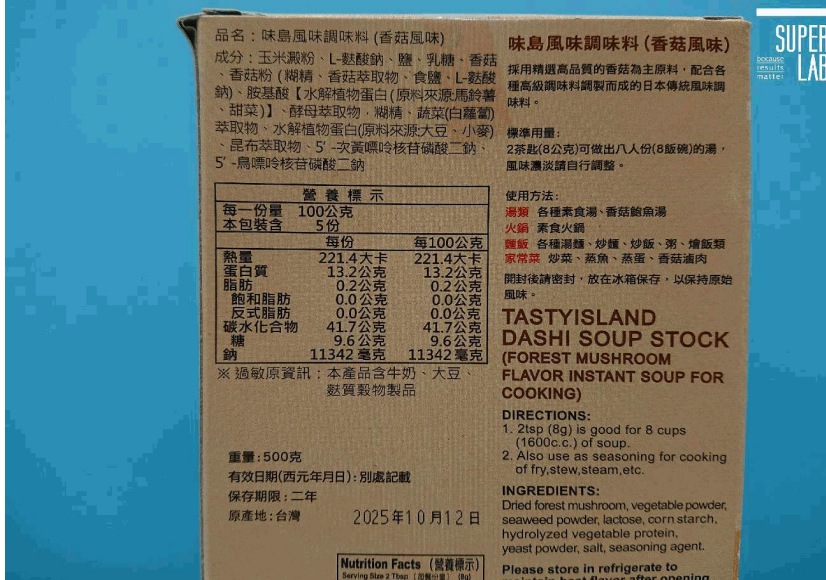 品名：味島風味調味料(香菇風味)
成分：玉米澱粉、L-麩酸鈉、鹽、乳糖、香菇
、香菇粉（糊精、香菇萃取物、食鹽、L-麩酸
鈉）、胺基酸【水解植物蛋白(原料來源:馬鈴薯
、甜菜)】、酵母萃取物，糊精、蔬菜(白蘿蔔)
萃取物、水解植物蛋白(原料來源:大豆、小麥)
、昆布萃取物、5’-次黃嘌呤核苷磷酸二鈉、
5’-鳥嘌呤核苷磷酸二鈉
營養標示
每一份量 100公克
本包裝含 5份
每份 每100公克
熱量 221.4大卡 221.4大卡
蛋白質 13.2公克 13.2公克
脂肪 0.2公克 0.2公克
飽和脂肪 0.0公克 0.0公克
反式脂肪 0.0公克 0.0公克
碳水化合物 41.7公克 41.7公克
糖 9.6公克 9.6公克
鈉 11342毫克 11342毫克
※過敏原資訊：本產品含牛奶、大豆、
麩質穀物製品
重量:500克
有效日期(西元年月日):別處記載
保存期限:二年
原產地:台灣
2025年10月12日
Nutrition Facts（營養標示）
Serving Size 2 Tbsp
味島風味調味料(香菇風味)
採用精選高品質的香菇為主原料，配合各
種高級調味料調製而成的日本傳統風味調
味料。
標準用量:
2茶匙(8公克)可做出八人份(8飯碗)的湯，
風味濃淡請自行調整。
使用方法:
湯類 各種素食湯、香菇鮑魚湯
火鍋 素食火鍋
麵飯 各種湯麵、炒麵、炒飯、粥、燴飯類
家常菜 炒菜、蒸魚、蒸蛋、香菇滷肉
開封後請密封，放在冰箱保存，以保持原始
風味。
TASTYISLAND
DASHI SOUP STOCK
(FOREST MUSHROOM
FLAVOR INSTANT SOUP FOR
COOKING)
DIRECTIONS:
1. 2tsp (8g) is good for 8 cups
(1600c.c.) of soup.
2. Also use as seasoning for cooking
of fry,stew,steam,etc.
INGREDIENTS:
Dried forest mushroom, vegetable powder,
seaweed powder, lactose, corn starch,
hydrolyzed vegetable protein,
yeast powder, salt, seasoning agent.
Please store in refrigerate to
maintain best flavor after opening
SUPER
LAB
because
results
matter